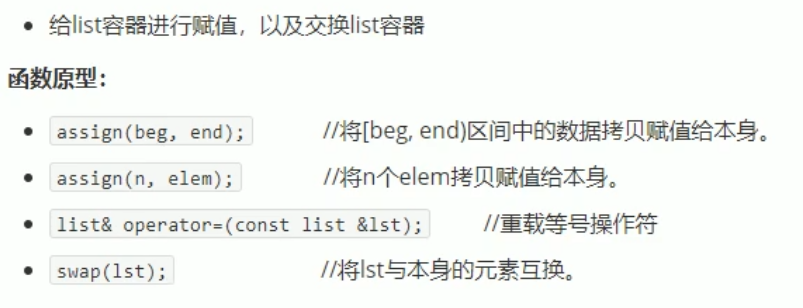 给list容器进行赋值，以及交换list容器
函数原型：
assign(beg, end); //将[beg, end)区间中的数据拷贝赋值给本身。
assign(n, elem); //将n个elem拷贝赋值给本身。
list& operator=(const list &lst); //重载等号操作符
swap(lst); //将lst与本身的元素互换。